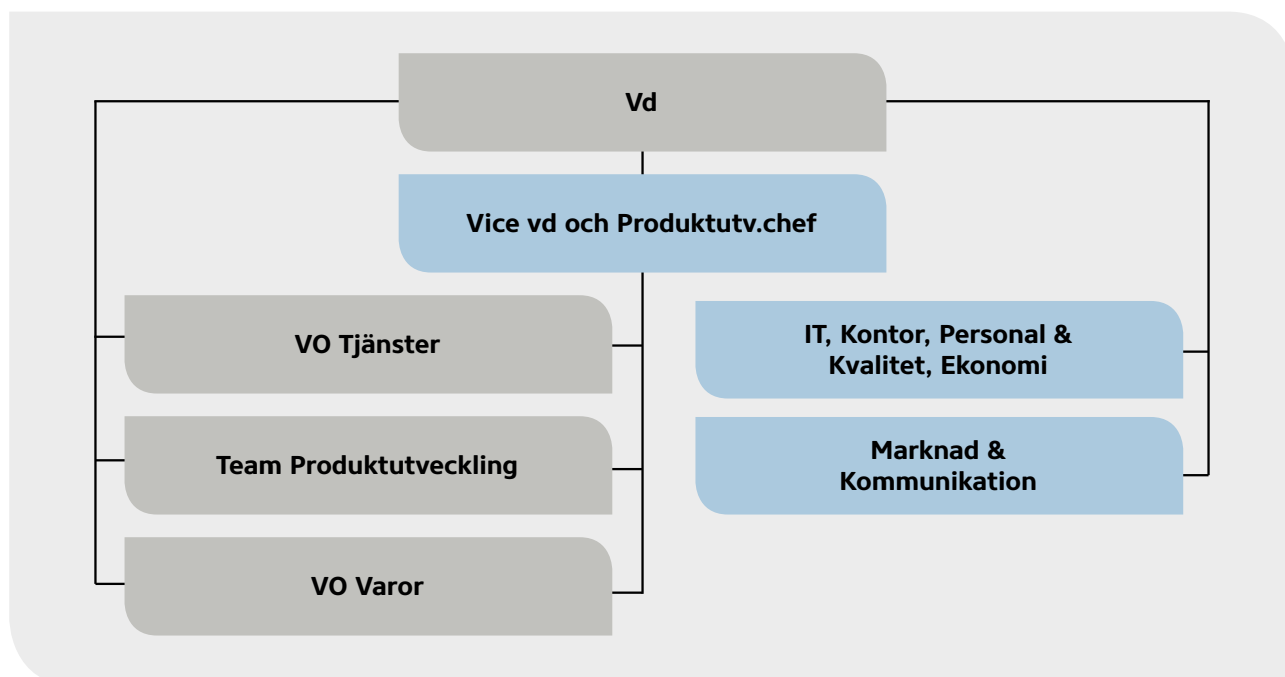 Vd
Vice vd och Produktutv.chef
VO Tjänster
Team Produktutveckling
VO Varor
IT, Kontor, Personal &
Kvalitet, Ekonomi
Marknad &
Kommunikation